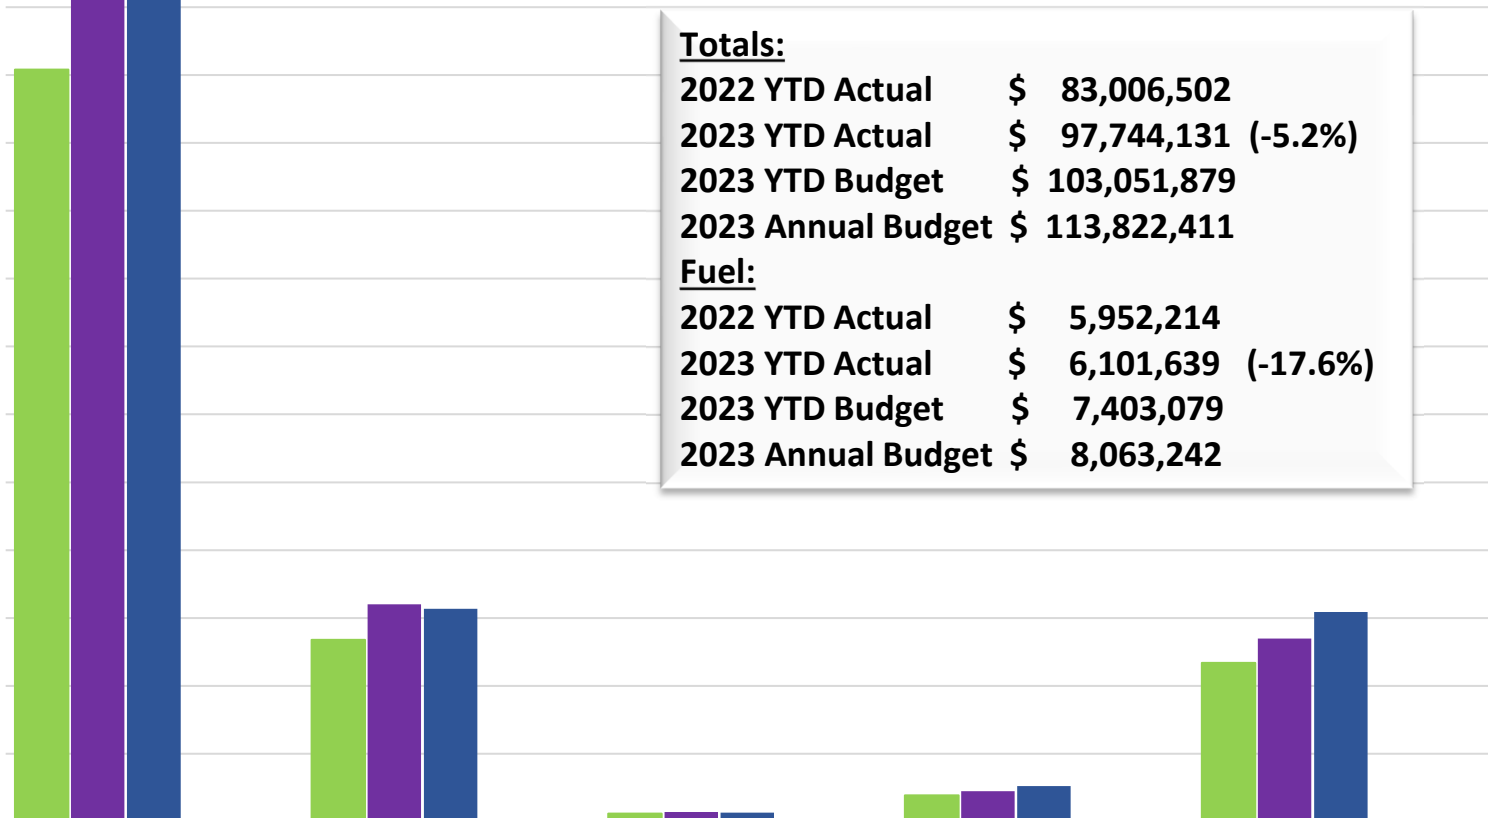 Totals:
2022 YTD Actual $ 83,006,502
2023 YTD Actual $ 97,744,131 (-5.2%)
2023 YTD Budget $ 103,051,879
2023 Annual Budget $ 113,822,411
Fuel:
2022 YTD Actual $ 5,952,214
2023 YTD Actual $ 6,101,639 (-17.6%)
2023 YTD Budget $ 7,403,079
2023 Annual Budget $ 8,063,242